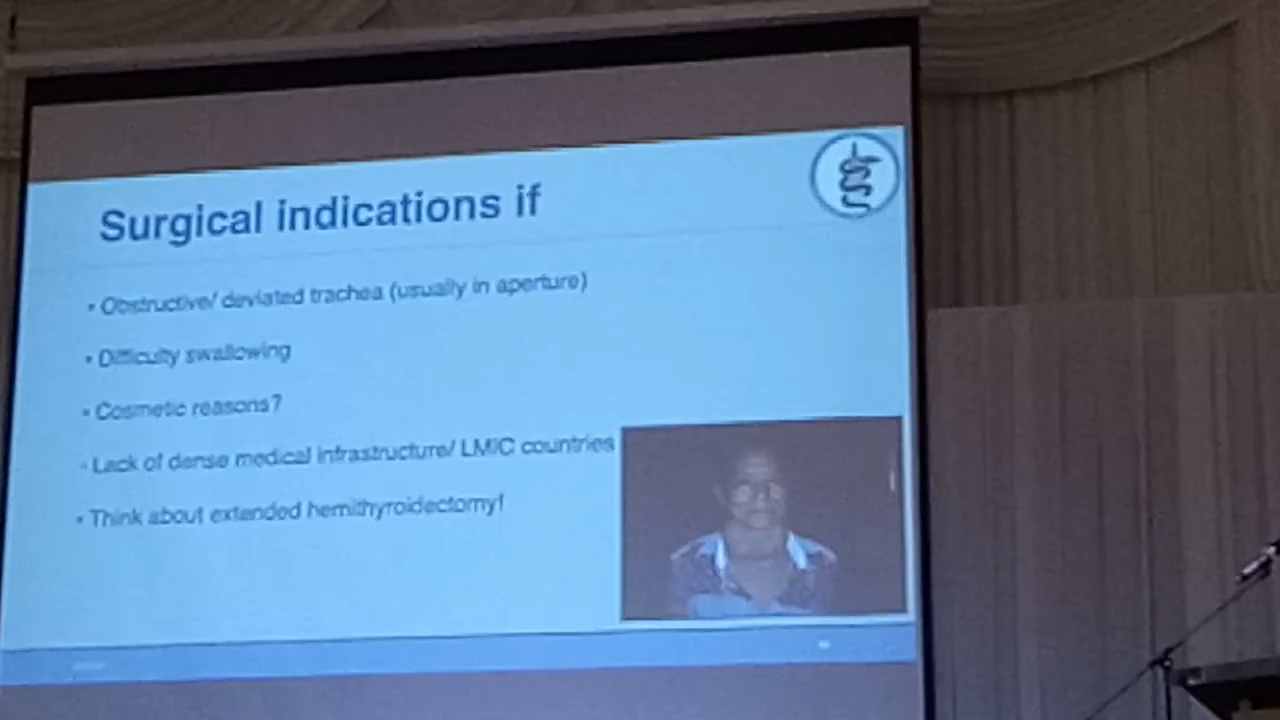 Surgical indications if
• Obstructive/ deviated trachea (usually in aperture)
• Difficulty swallowing
• Cosmetic reasons?
• Lack of dense medical infrastructure/ LMIC countries
• Think about extended hemithyroidectomy!